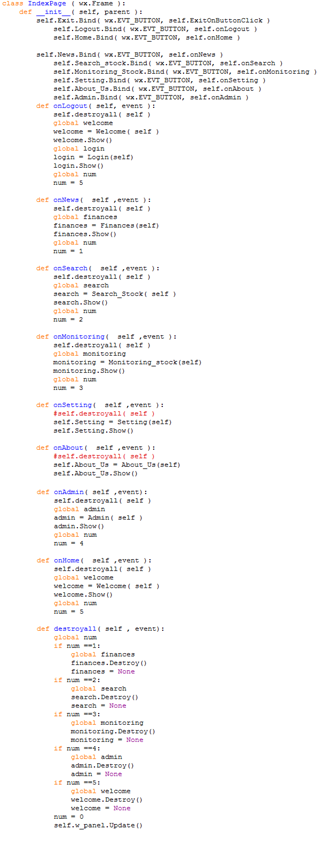 class IndexPage ( wx.Frame ):
def __init__( self, parent ):
self.Exit.Bind( wx.EVT_BUTTON, self.ExitOnButtonClick )
self.Logout.Bind( wx.EVT_BUTTON, self.onLogout )
self.Home.Bind( wx.EVT_BUTTON, self.onHome )
self.News.Bind( wx.EVT_BUTTON, self.onNews )
self.Search_stock.Bind( wx.EVT_BUTTON, self.onSearch )
self.Monitoring_Stock.Bind( wx.EVT_BUTTON, self.onMonitoring )
self.Setting.Bind( wx.EVT_BUTTON, self.onSetting )
self.About_Us.Bind( wx.EVT_BUTTON, self.onAbout )
self.Admin.Bind( wx.EVT_BUTTON, self.onAdmin )
def onLogout( self, event ):
self.destroyall( self )
global welcome
welcome = Welcome( self )
welcome.Show()
global login
login = Login(self)
login.Show()
global num
num = 5
def onNews( self ,event ):
self.destroyall( self )
global finances
finances = Finances(self)
finances.Show()
global num
num = 1
def onSearch( self ,event ):
self.destroyall( self )
global search
search = Search_Stock( self )
search.Show()
global num
num = 2
def onMonitoring( self ,event ):
self.destroyall( self )
global monitoring
monitoring = Monitoring_stock(self)
monitoring.Show()
global num
num = 3
def onSetting( self ,event ):
#self.destroyall( self )
self.Setting = Setting(self)
self.Setting.Show()
def onAbout( self ,event ):
#self.destroyall( self )
self.About_Us = About_Us(self)
self.About_Us.Show()
def onAdmin( self ,event):
self.destroyall( self )
global admin
admin = Admin( self )
admin.Show()
global num
num = 4
def onHome( self ,event ):
self.destroyall( self )
global welcome
welcome = Welcome( self )
welcome.Show()
global num
num = 5
def destroyall( self , event):
global num
if num ==1:
global finances
finances.Destroy()
finances = None
if num ==2:
global search
search.Destroy()
search = None
if num ==3:
global monitoring
monitoring.Destroy()
monitoring = None
if num ==4:
global admin
admin.Destroy()
admin = None
if num ==5:
global welcome
welcome.Destroy()
welcome = None
num = 0
self.w_panel.Update()